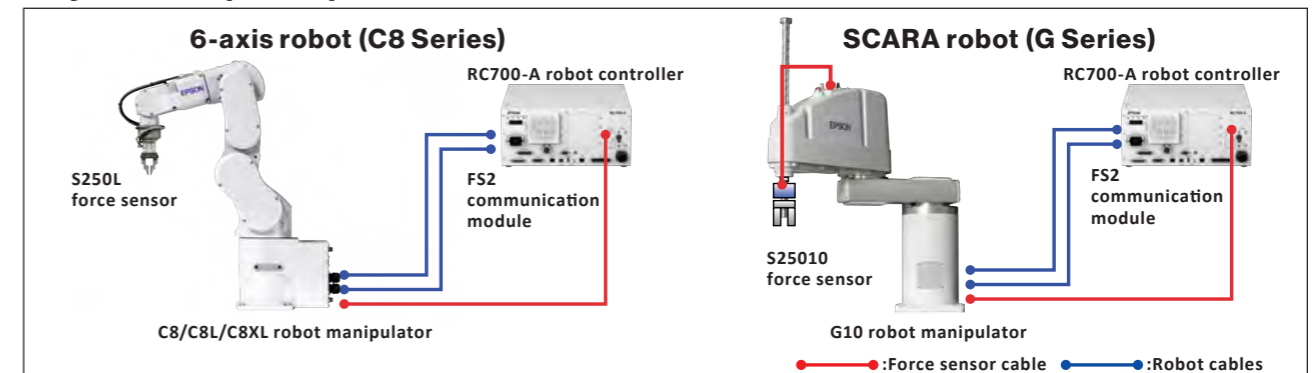 6-axis robot (C8 Series)
RC700-A robot controller
EPSON
S250L
force sensor
FS2
communication
module
C8/C8L/C8XL robot manipulator
SCARA robot (G Series)
RC700-A robot controller
EPSON
FS2
communication
module
S25010
force sensor
G10 robot manipulator
:Force sensor cable
:Robot cables